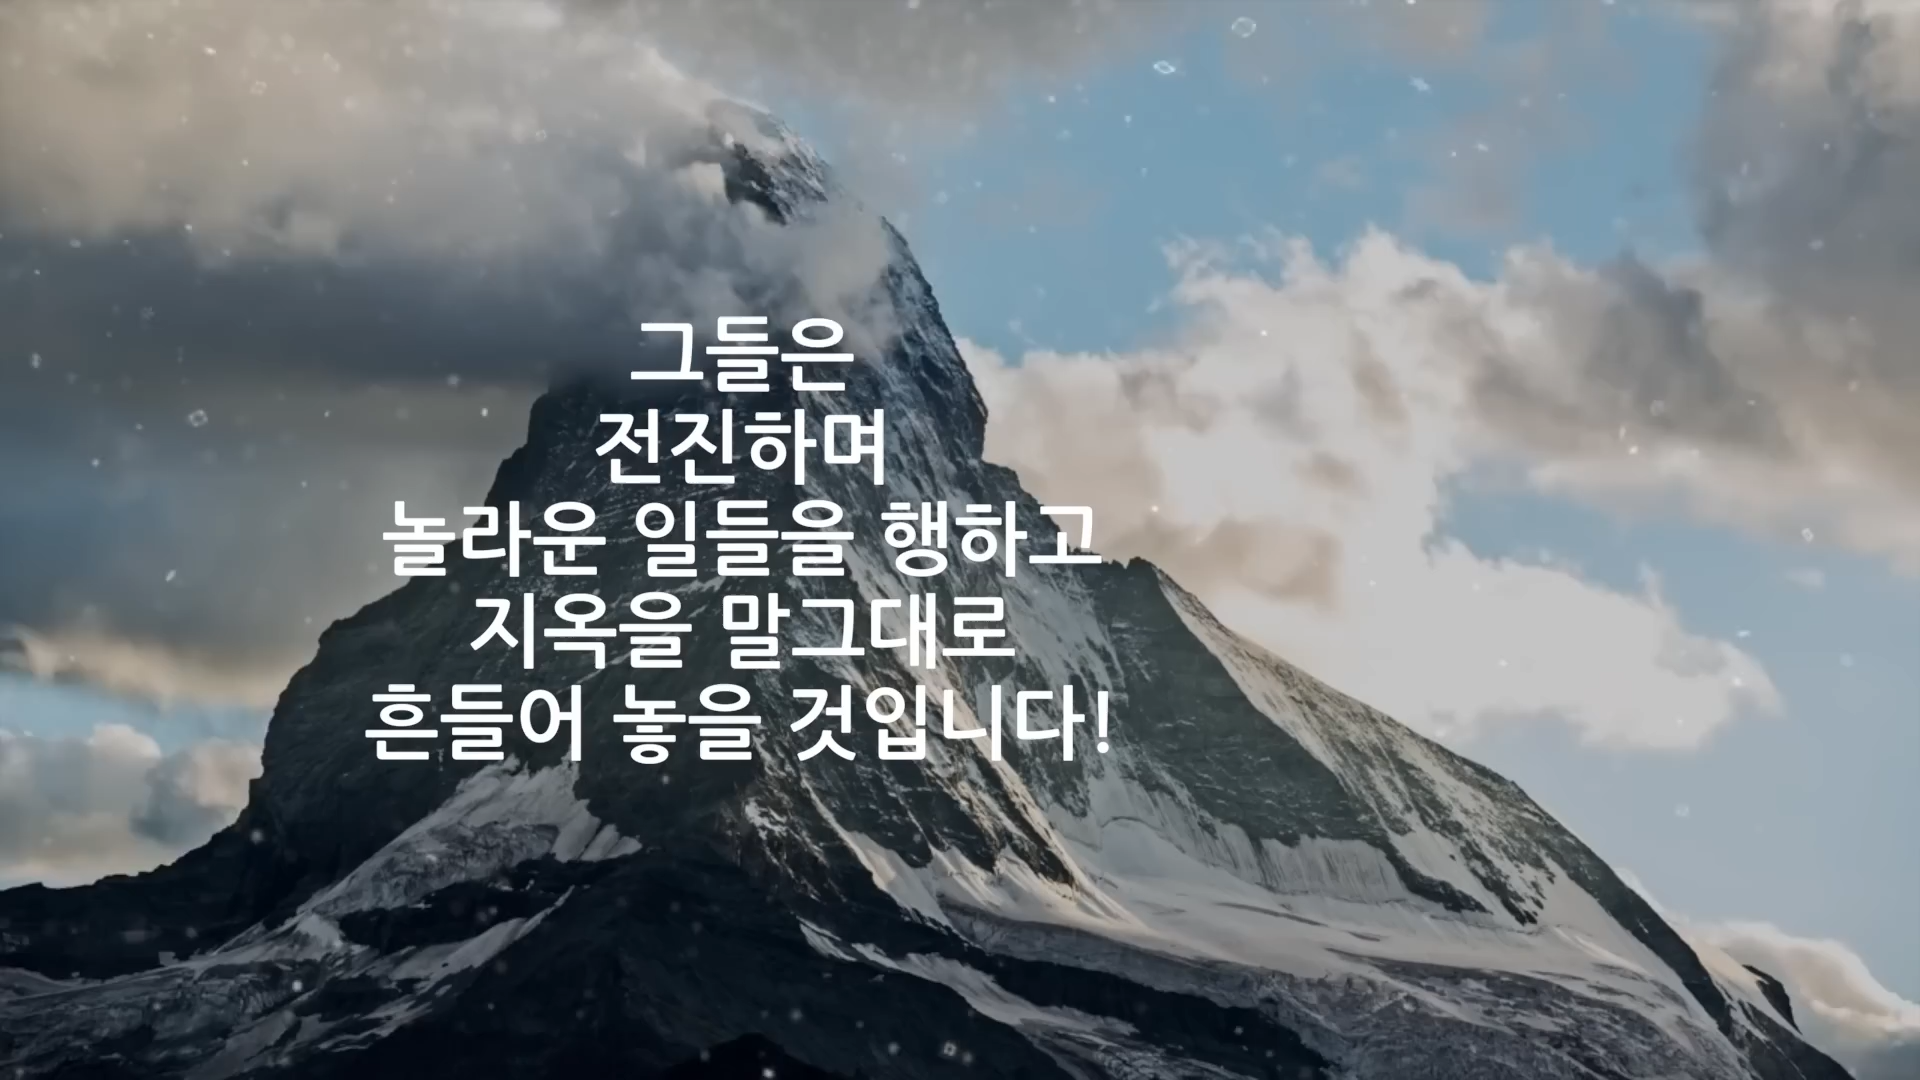 그들은
전진하며
놀라운 일들을 행하고
지옥을 말그대로
흔들어 놓을 것입니다!